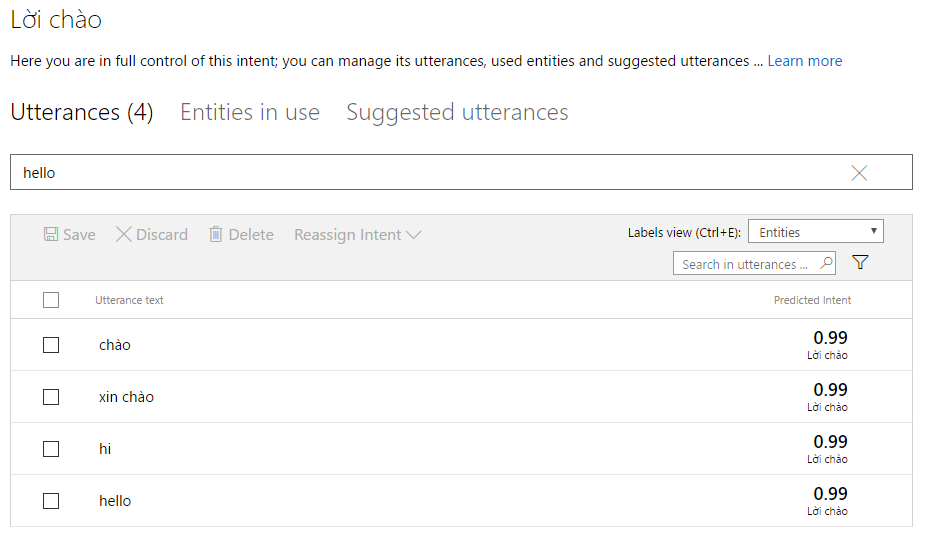 Lời chào
Here you are in full control of this intent; you can manage its utterances, used entities and suggested utterances ... Learn more
Utterances (4) Entities in use Suggested utterances
hello
Save Discard Delete Reassign Intent Labels view (Ctrl+E): Entities
Search in utterances ...
Utterance text Predicted Intent
chào 0.99
Lời chào
xin chào 0.99
Lời chào
hi 0.99
Lời chào
hello 0.99
Lời chào